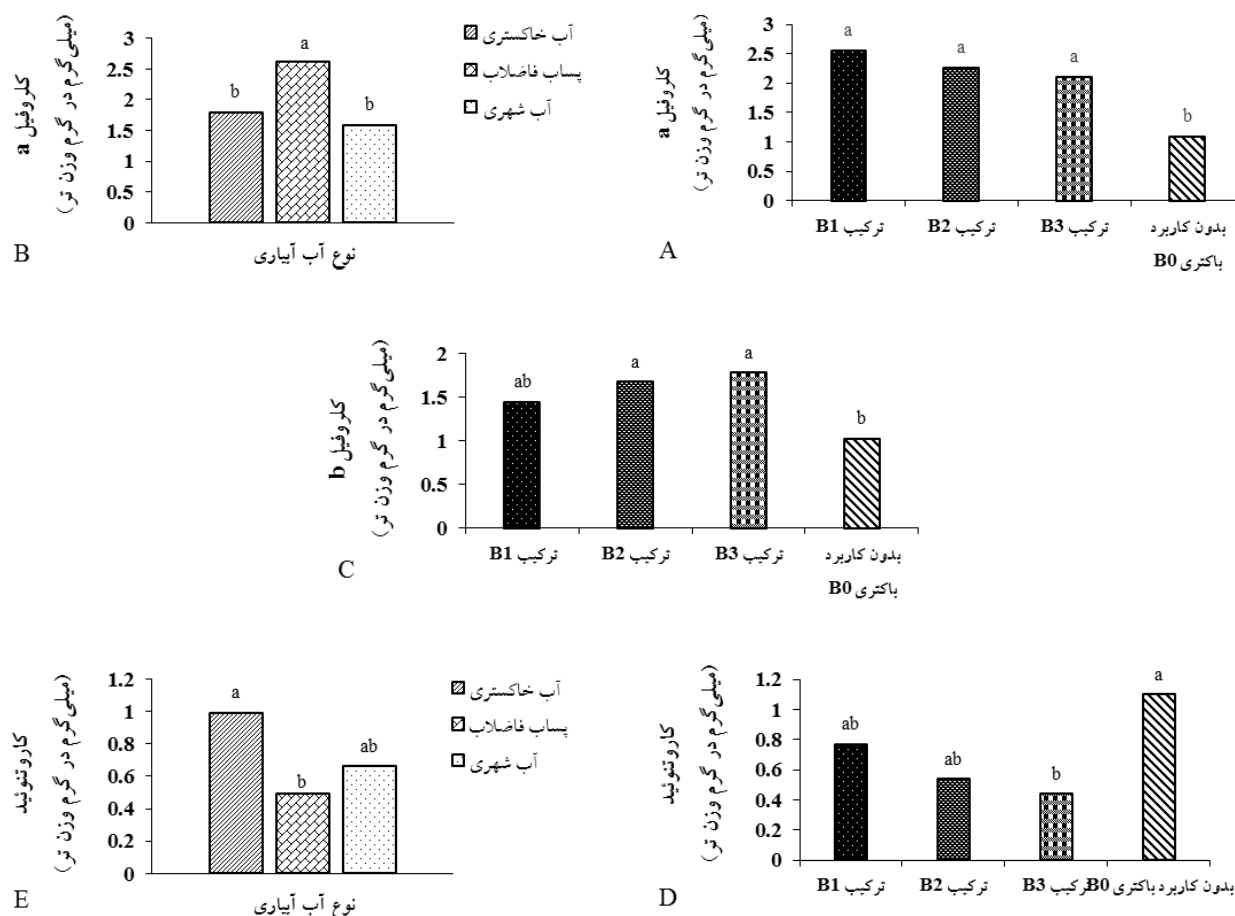 کلروفیل a
(میلی‌گرم در گرم وزن تر)
3
2.5
2
1.5
1
0.5
0
a
a
a
b
ترکیب B1
ترکیب B2
ترکیب B3
بدون کاربرد
باکتری B0
A
کلروفیل a
(میلی‌گرم در گرم وزن تر)
3
2.5
2
1.5
1
0.5
0
b
a
b
نوع آب آبیاری
آب خاکستری
پساب فاضلاب
آب شهری
B
کلروفیل b
(میلی‌گرم در گرم وزن تر)
2
1.5
1
0.5
0
ab
a
a
b
ترکیب B1
ترکیب B2
ترکیب B3
بدون کاربرد
باکتری B0
C
کاروتنوئید
(میلی‌گرم در گرم وزن تر)
1.2
1
0.8
0.6
0.4
0.2
0
ab
ab
b
a
ترکیب B1
ترکیب B2
ترکیب B3
بدون کاربرد باکتری B0
D
کاروتنوئید
(میلی‌گرم در گرم وزن تر)
1.2
1
0.8
0.6
0.4
0.2
0
a
b
ab
نوع آب آبیاری
آب خاکستری
پساب فاضلاب
آب شهری
E